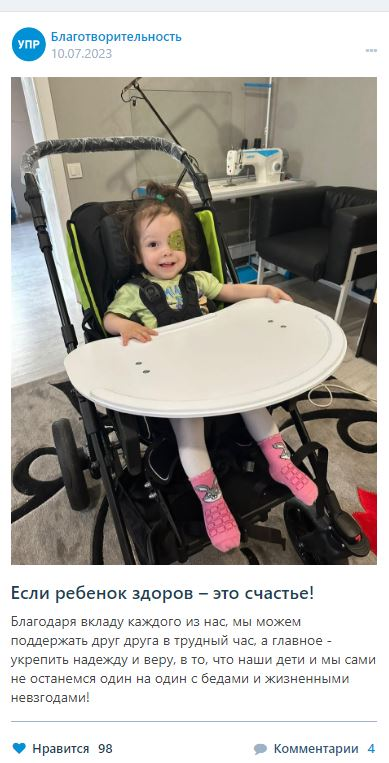 УПР
Благотворительность
10.07.2023
Если ребенок здоров – это счастье!
Благодаря вкладу каждого из нас, мы можем
поддержать друг друга в трудный час, а главное -
укрепить надежду и веру, в то, что наши дети и мы сами
не останемся один на один с бедами и жизненными
невзгодами!
Нравится 98
Комментарии 4